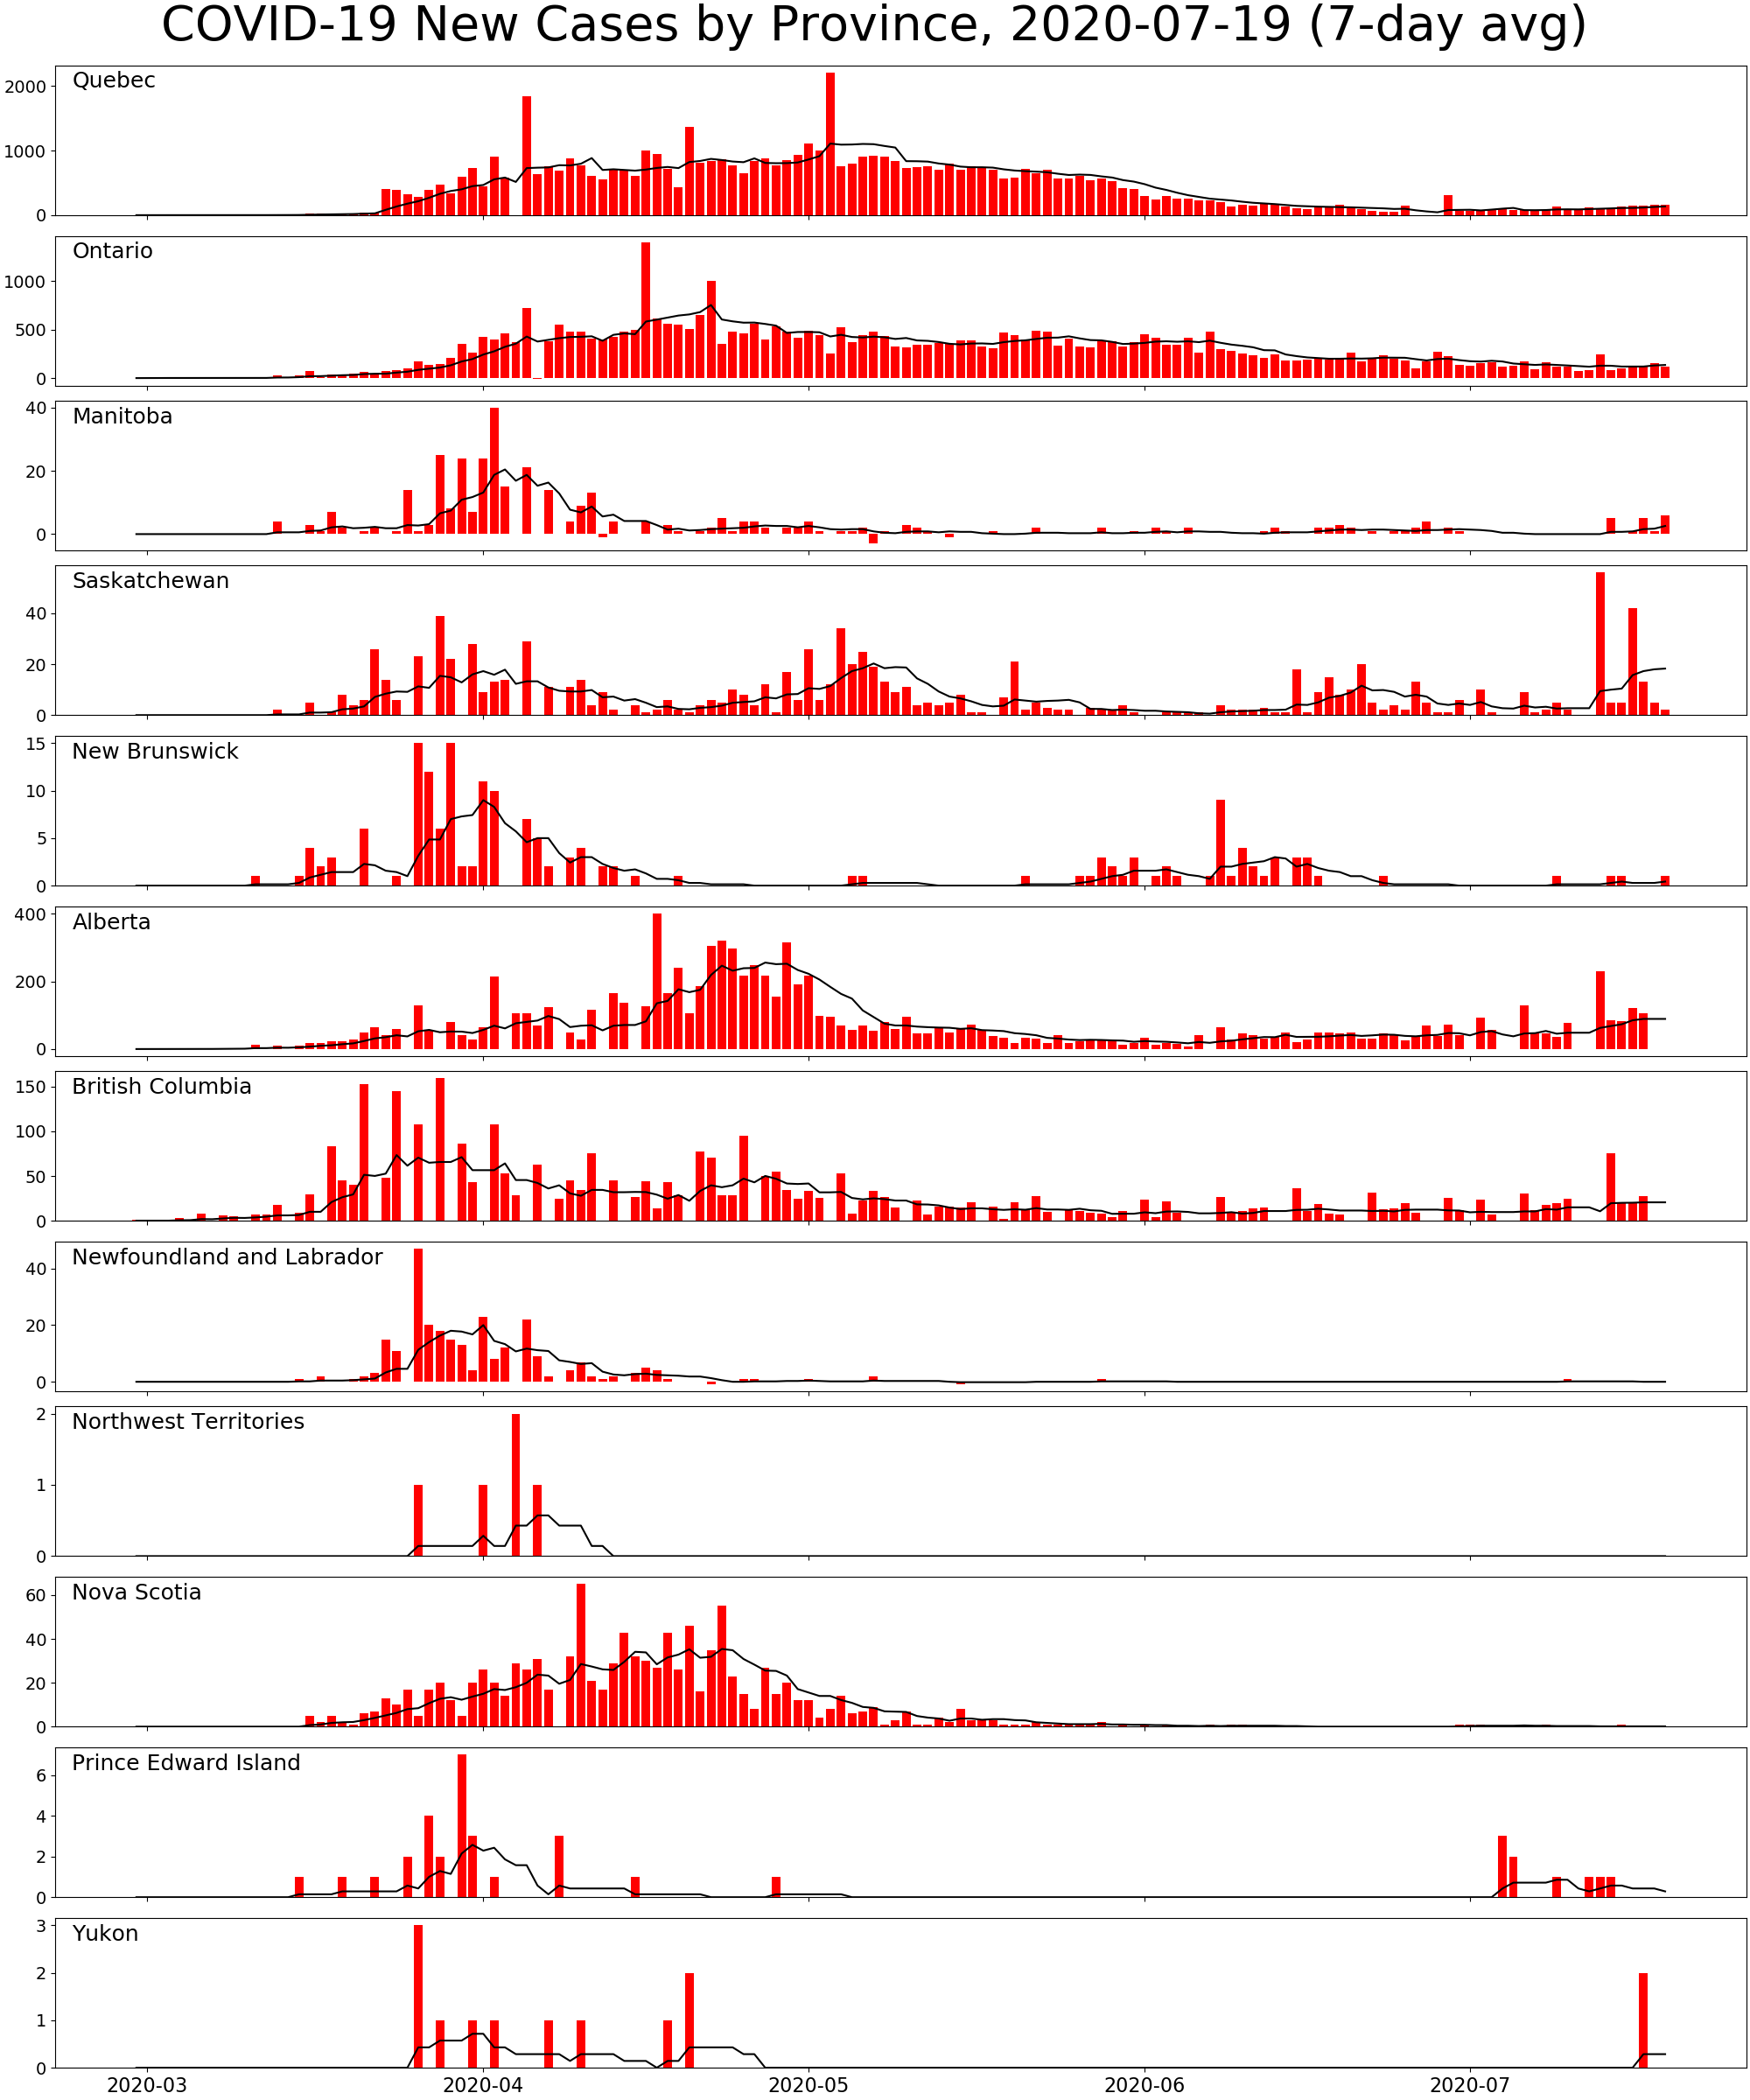 COVID-19 New Cases by Province, 2020-07-19 (7-day avg)
Quebec
2000
1000
0
Ontario
1000
500
0
Manitoba
40
20
0
Saskatchewan
40
20
0
New Brunswick
15
10
5
0
Alberta
400
200
0
British Columbia
150
100
50
0
Newfoundland and Labrador
40
20
0
Northwest Territories
2
1
0
Nova Scotia
60
40
20
0
Prince Edward Island
6
4
2
0
Yukon
3
2
1
0
2020-03 2020-04 2020-05 2020-06 2020-07